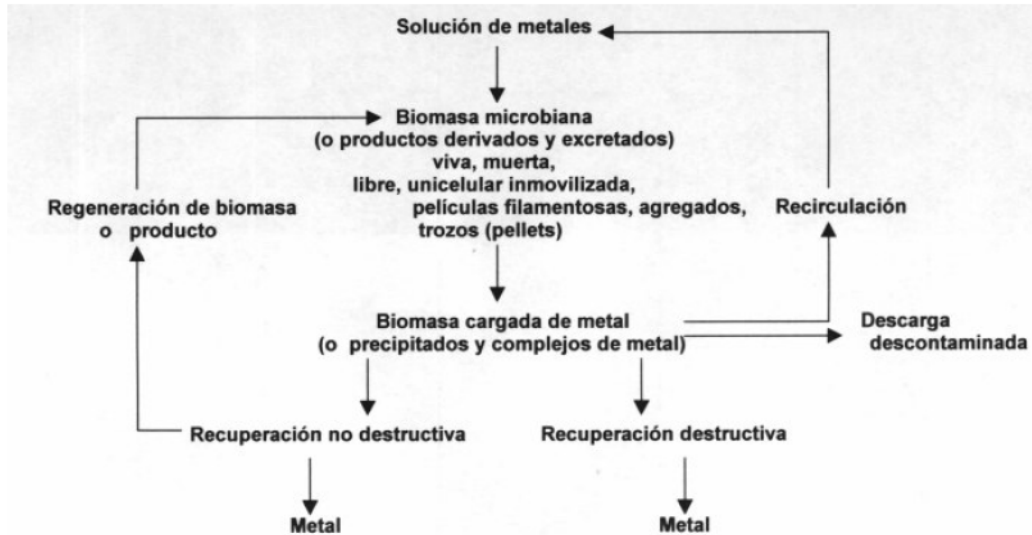 Solución de metales
Biomasa microbiana
(o productos derivados y excretados)
viva, muerta,
libre, unicelular inmovilizada,
películas filamentosas, agregados,
trozos (pellets)
Regeneración de biomasa
o producto
Recirculación
Biomasa cargada de metal
(o precipitados y complejos de metal)
Descarga
descontaminada
Recuperación no destructiva
Recuperación destructiva
Metal
Metal